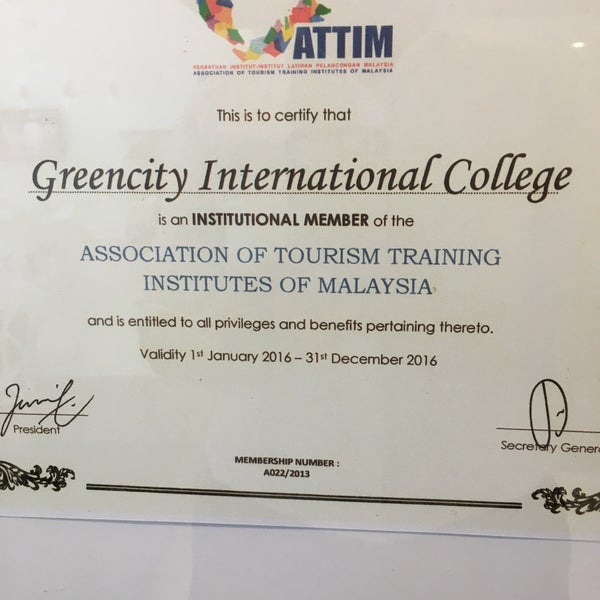 ATTIM
PERSATUAN INSTITUT-INSTITUT LATIHAN PELANCONGAN MALAYSIA
ASSOCIATION OF TOURISM TRAINING INSTITUTES OF MALAYSIA
This is to certify that
Greencity International College
is an INSTITUTIONAL MEMBER of the
ASSOCIATION OF TOURISM TRAINING
INSTITUTES OF MALAYSIA
and is entitled to all privileges and benefits pertaining thereto.
Validity 1st January 2016 – 31st December 2016
President
Secretary Genera
MEMBERSHIP NUMBER :
A022/2013